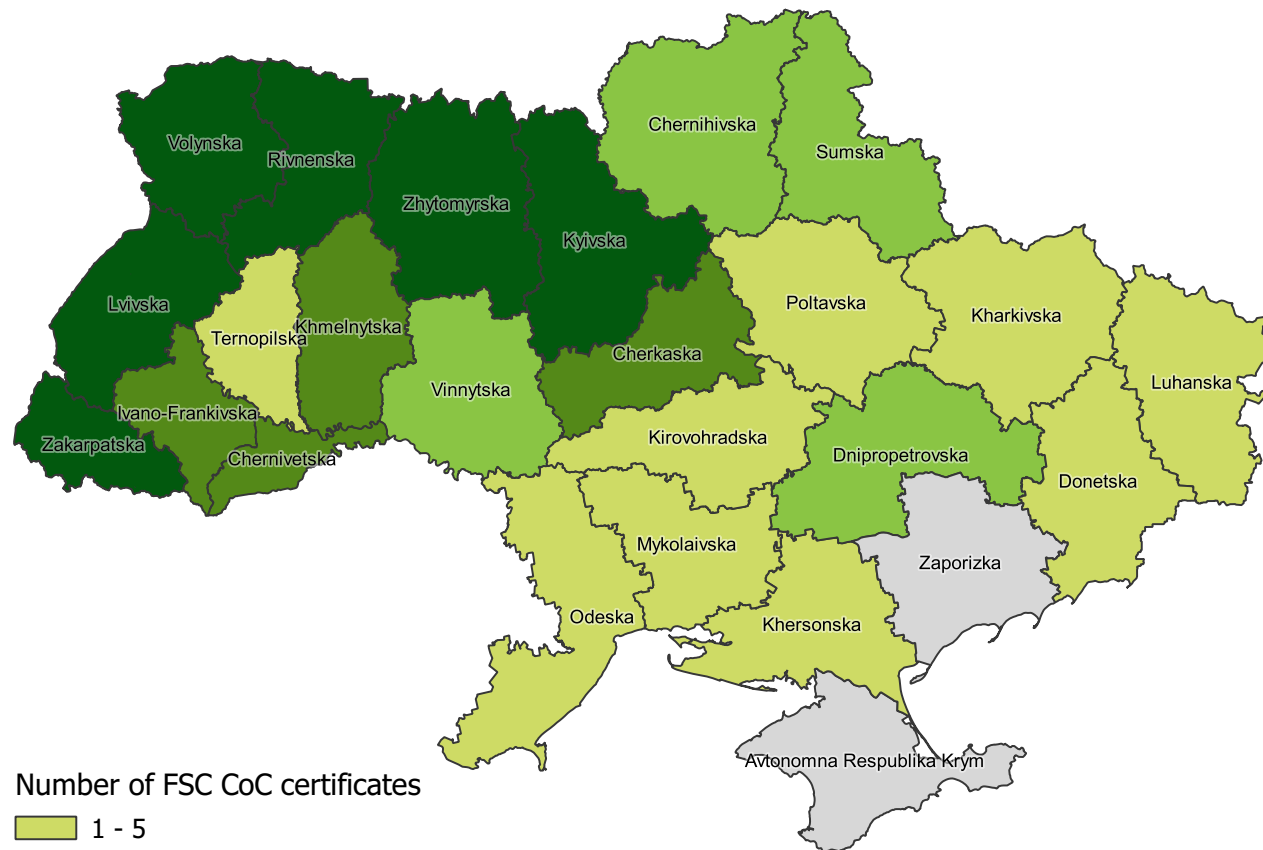 Chernihivska
Volynska
Sumska
Rivnenska
Zhytomyrska
Kyivska
Lvivska
Poltavska
Kharkivska
Khmelnytska
Ternopilska
Cherkaska
Luhanska
Vinnytska
Ivano-Frankivska
Kirovohradska
Zakarpatska
Chernivetska
Dnipropetrovska
Donetska
Mykolaivska
Zaporizka
Odeska
Khersonska
Avtonomna Respublika Krym
Number of FSC CoC certificates
1 - 5